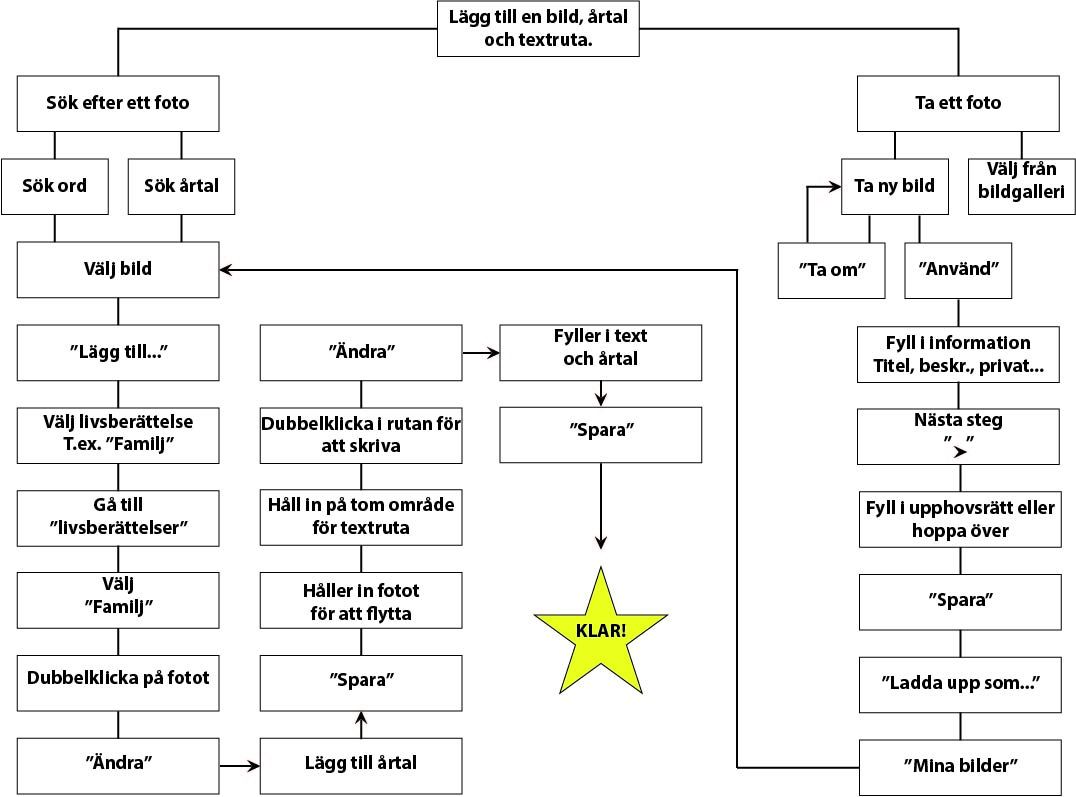 Lägg till en bild, årtal
och textruta.
Sök efter ett foto
Sök ord
Sök årtal
Välj bild
”Lägg till...”
Välj livsberättelse
T.ex. ”Familj”
Gå till
”livsberättelser”
Välj
”Familj”
Dubbelklicka på fotot
”Ändra”
Lägg till årtal
”Spara”
Håller in fotot
för att flytta
Håll in på tom område
för textruta
Dubbelklicka i rutan för
att skriva
”Ändra”
Fyller i text
och årtal
”Spara”
KLAR!
Ta ett foto
Ta ny bild
Välj från
bildgalleri
”Ta om”
”Använd”
Fyll i information
Titel, beskr., privat...
Nästa steg
”➤”
Fyll i upphovsrätt eller
hoppa över
”Spara”
”Ladda upp som...”
”Mina bilder”